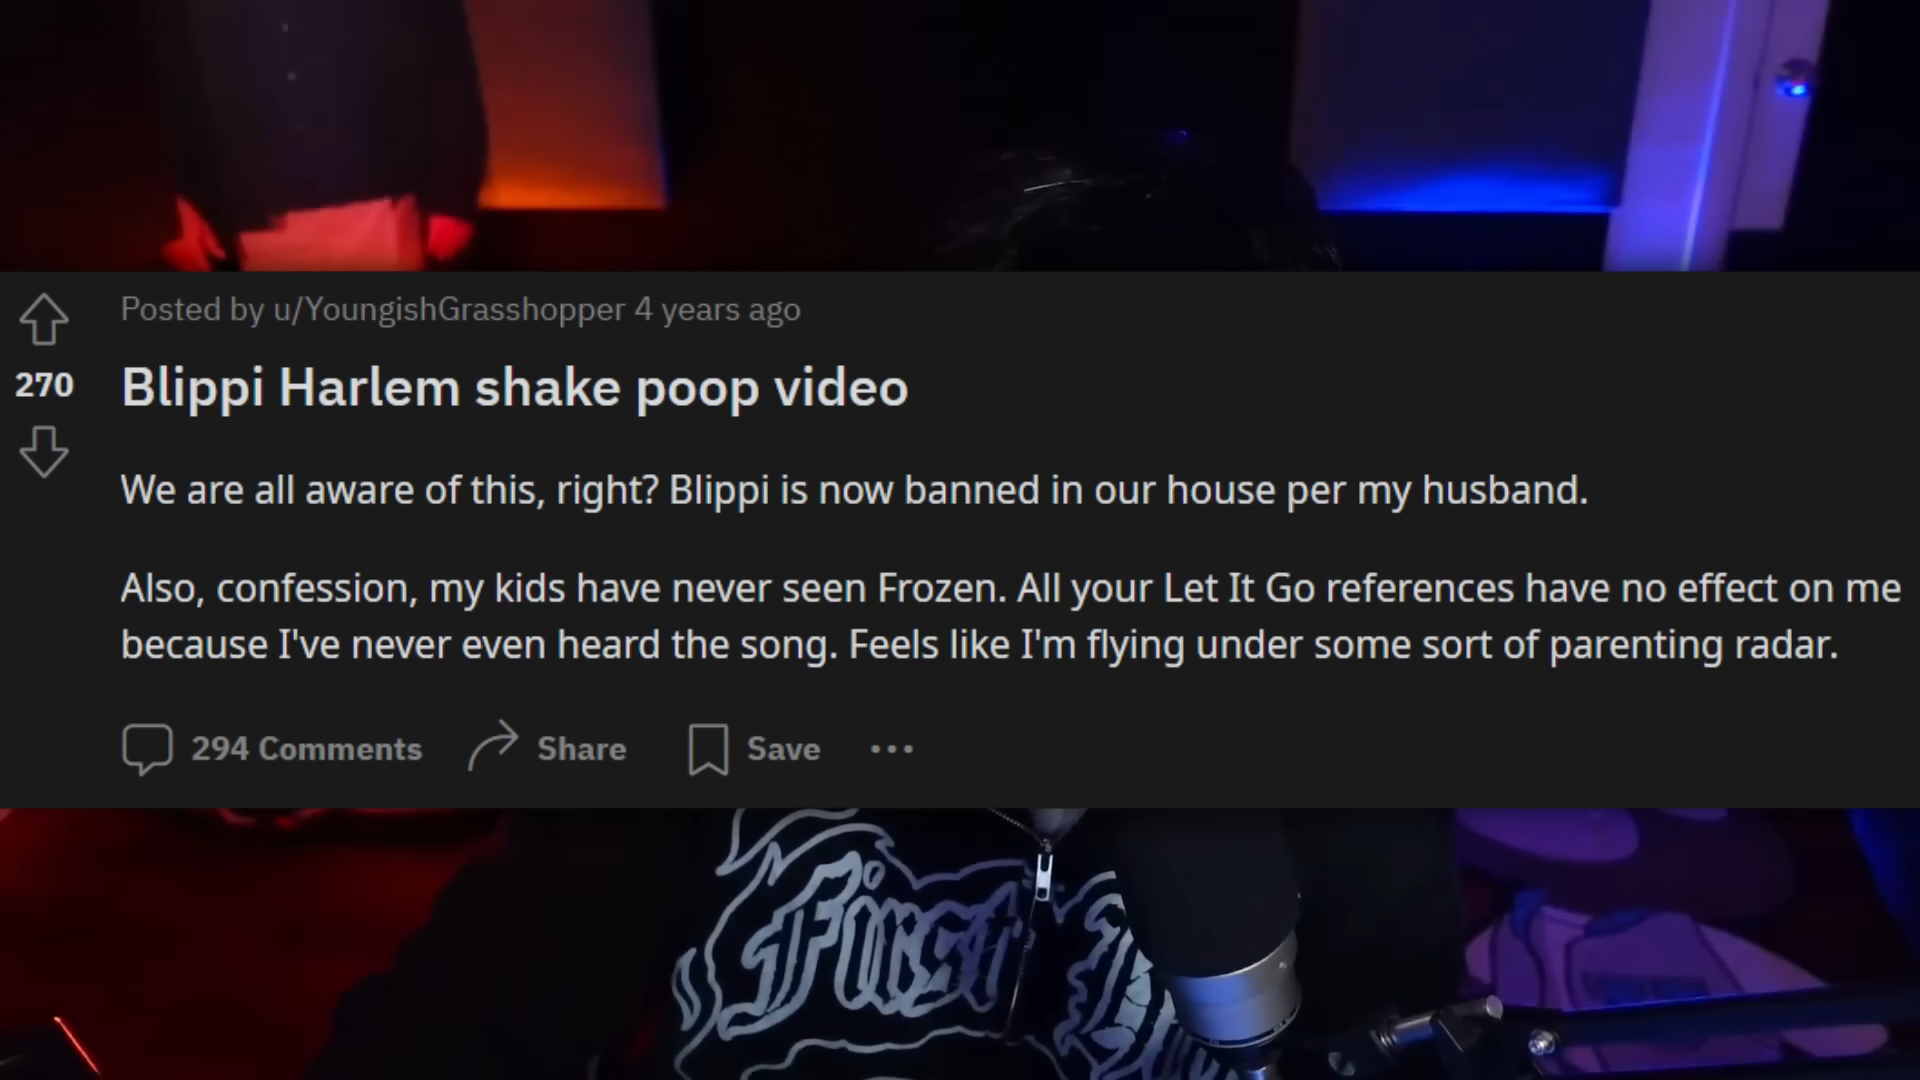 Posted by u/YoungishGrasshopper 4 years ago
270
Blippi Harlem shake poop video
We are all aware of this, right? Blippi is now banned in our house per my husband.
Also, confession, my kids have never seen Frozen. All your Let It Go references have no effect on me
because I've never even heard the song. Feels like I'm flying under some sort of parenting radar.
294 Comments Share Save
First